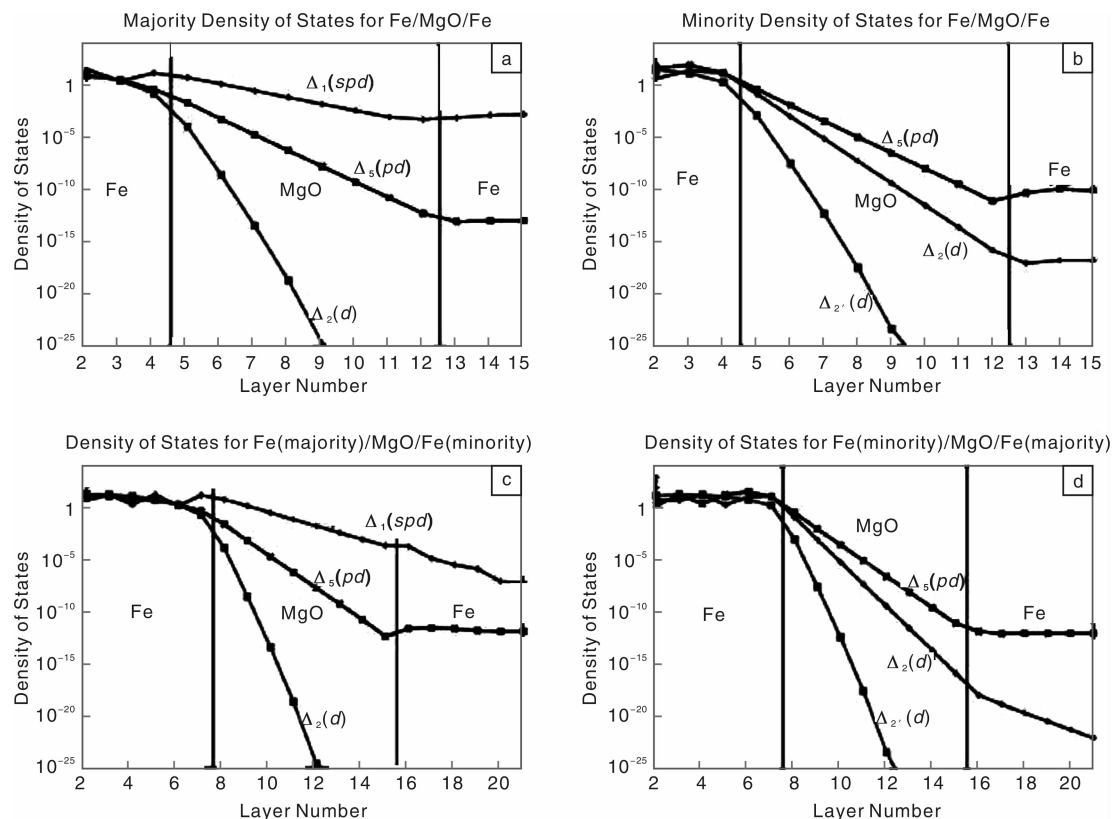 Majority Density of States for Fe/MgO/Fe
a
Density of States
1
10⁻⁵
10⁻¹⁰
10⁻¹⁵
10⁻²⁰
10⁻²⁵
Δ₁(spd)
Δ₅(pd)
Fe
MgO
Fe
Δ₂(d)
2 3 4 5 6 7 8 9 10 11 12 13 14 15
Layer Number
Minority Density of States for Fe/MgO/Fe
b
Density of States
1
10⁻⁵
10⁻¹⁰
10⁻¹⁵
10⁻²⁰
10⁻²⁵
Δ₅(pd)
Fe
Fe
MgO
Δ₂(d)
Δ₂′(d)
2 3 4 5 6 7 8 9 10 11 12 13 14 15
Layer Number
Density of States for Fe(majority)/MgO/Fe(minority)
c
Density of States
1
10⁻⁵
10⁻¹⁰
10⁻¹⁵
10⁻²⁰
10⁻²⁵
Δ₁(spd)
Δ₅(pd)
Fe
MgO
Fe
Δ₂(d)
2 4 6 8 10 12 14 16 18 20
Layer Number
Density of States for Fe(minority)/MgO/Fe(majority)
d
Density of States
1
10⁻⁵
10⁻¹⁰
10⁻¹⁵
10⁻²⁰
10⁻²⁵
MgO
Δ₅(pd)
Fe
Fe
Δ₂(d)
Δ₂′(d)
2 4 6 8 10 12 14 16 18 20
Layer Number